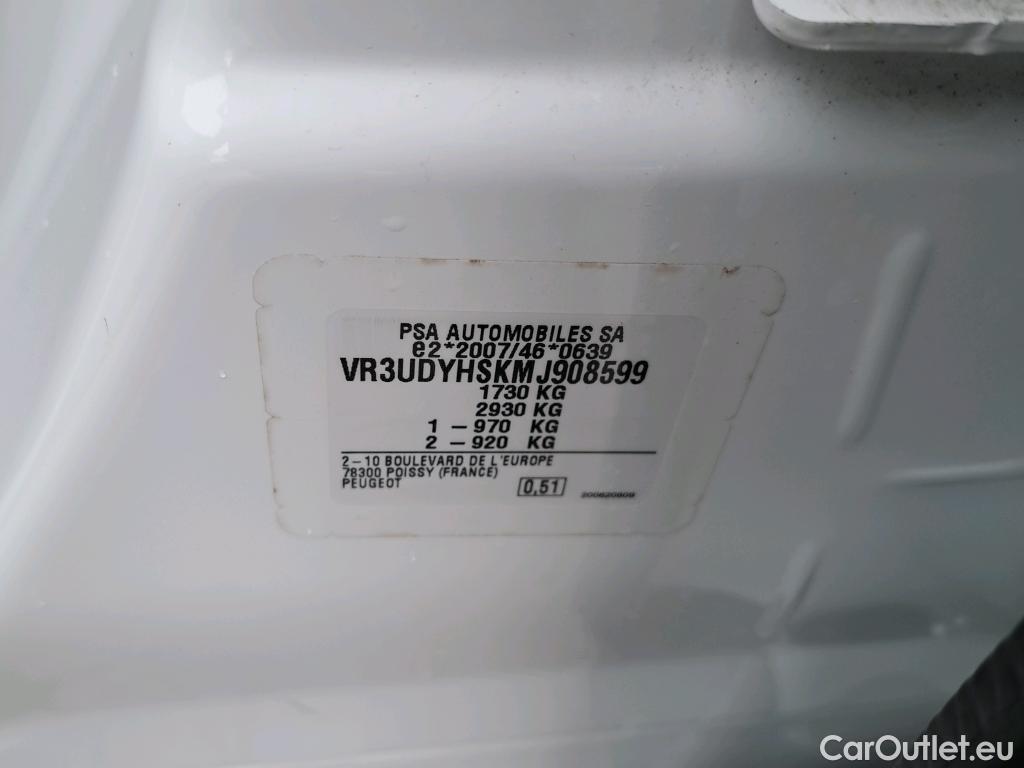 PSA AUTOMOBILES SA
e2*2007/46*0639
VR3UDYHSKMJ908599
1730 KG
2930 KG
1 – 970 KG
2 – 920 KG
2–10 BOULEVARD DE L'EUROPE
78300 POISSY (FRANCE)
PEUGEOT
0,51
200620809
CarOutlet.eu